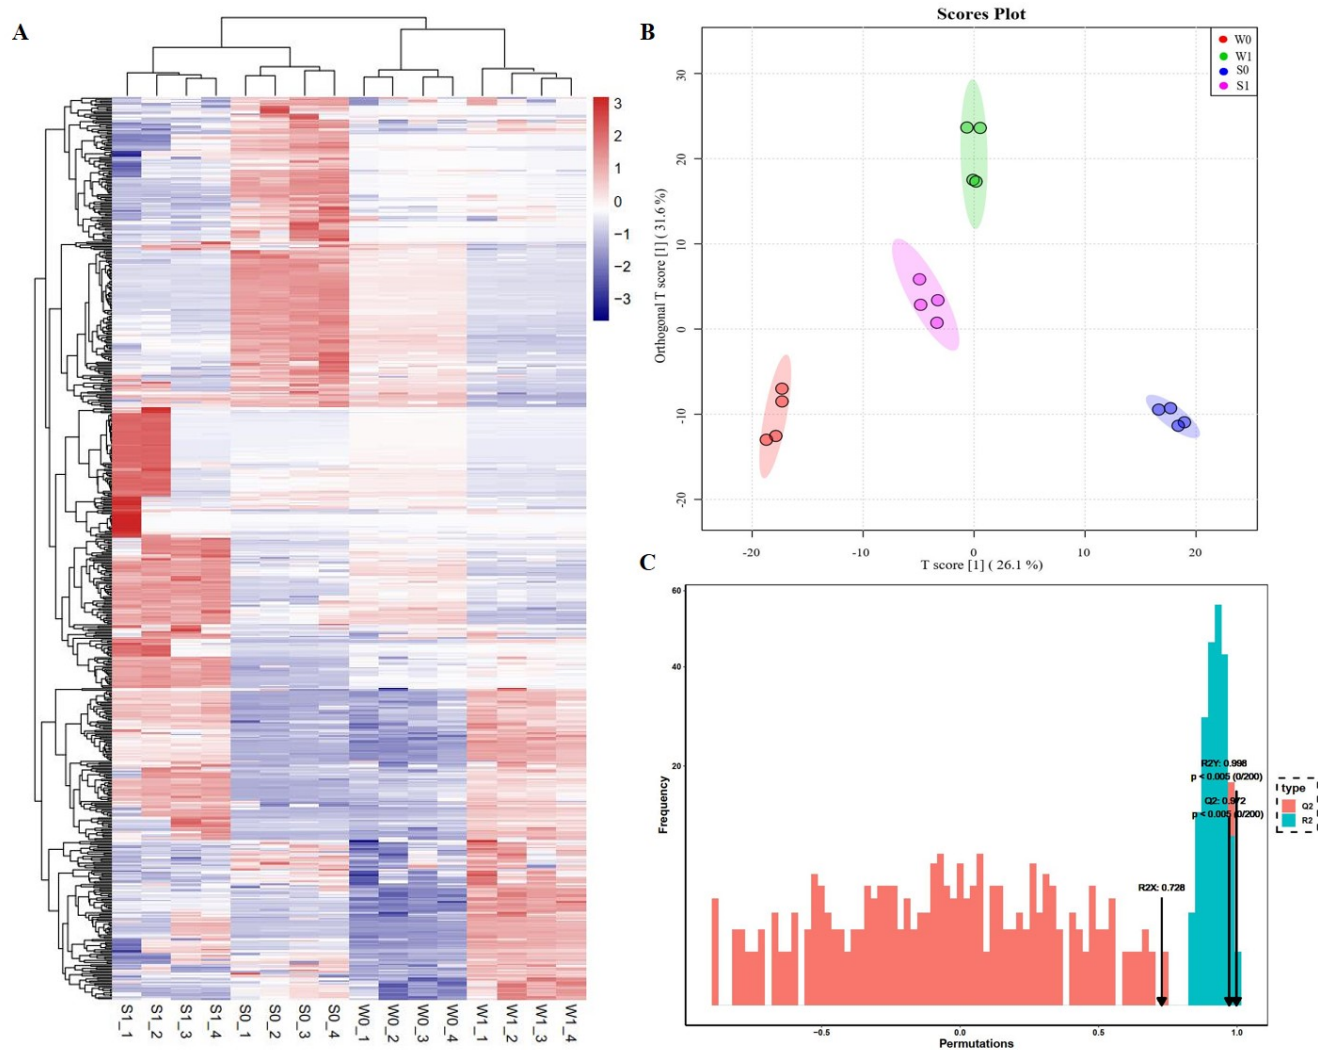 A
3
2
1
0
−1
−2
−3
S1_1
S1_2
S1_3
S1_4
S0_1
S0_2
S0_3
S0_4
W0_1
W0_2
W0_3
W0_4
W1_1
W1_2
W1_3
W1_4
B
Scores Plot
W0
W1
S0
S1
Orthogonal T score [1] ( 31.6 %)
30
20
10
0
-10
-20
-20
-10
0
10
20
T score [1] ( 26.1 %)
C
60
40
20
Frequency
R2Y: 0.998
p < 0.005 (0/200)
Q2: 0.972
p < 0.005 (0/200)
R2X: 0.728
type
Q2
R2
−0.5
0.0
0.5
1.0
Permutations